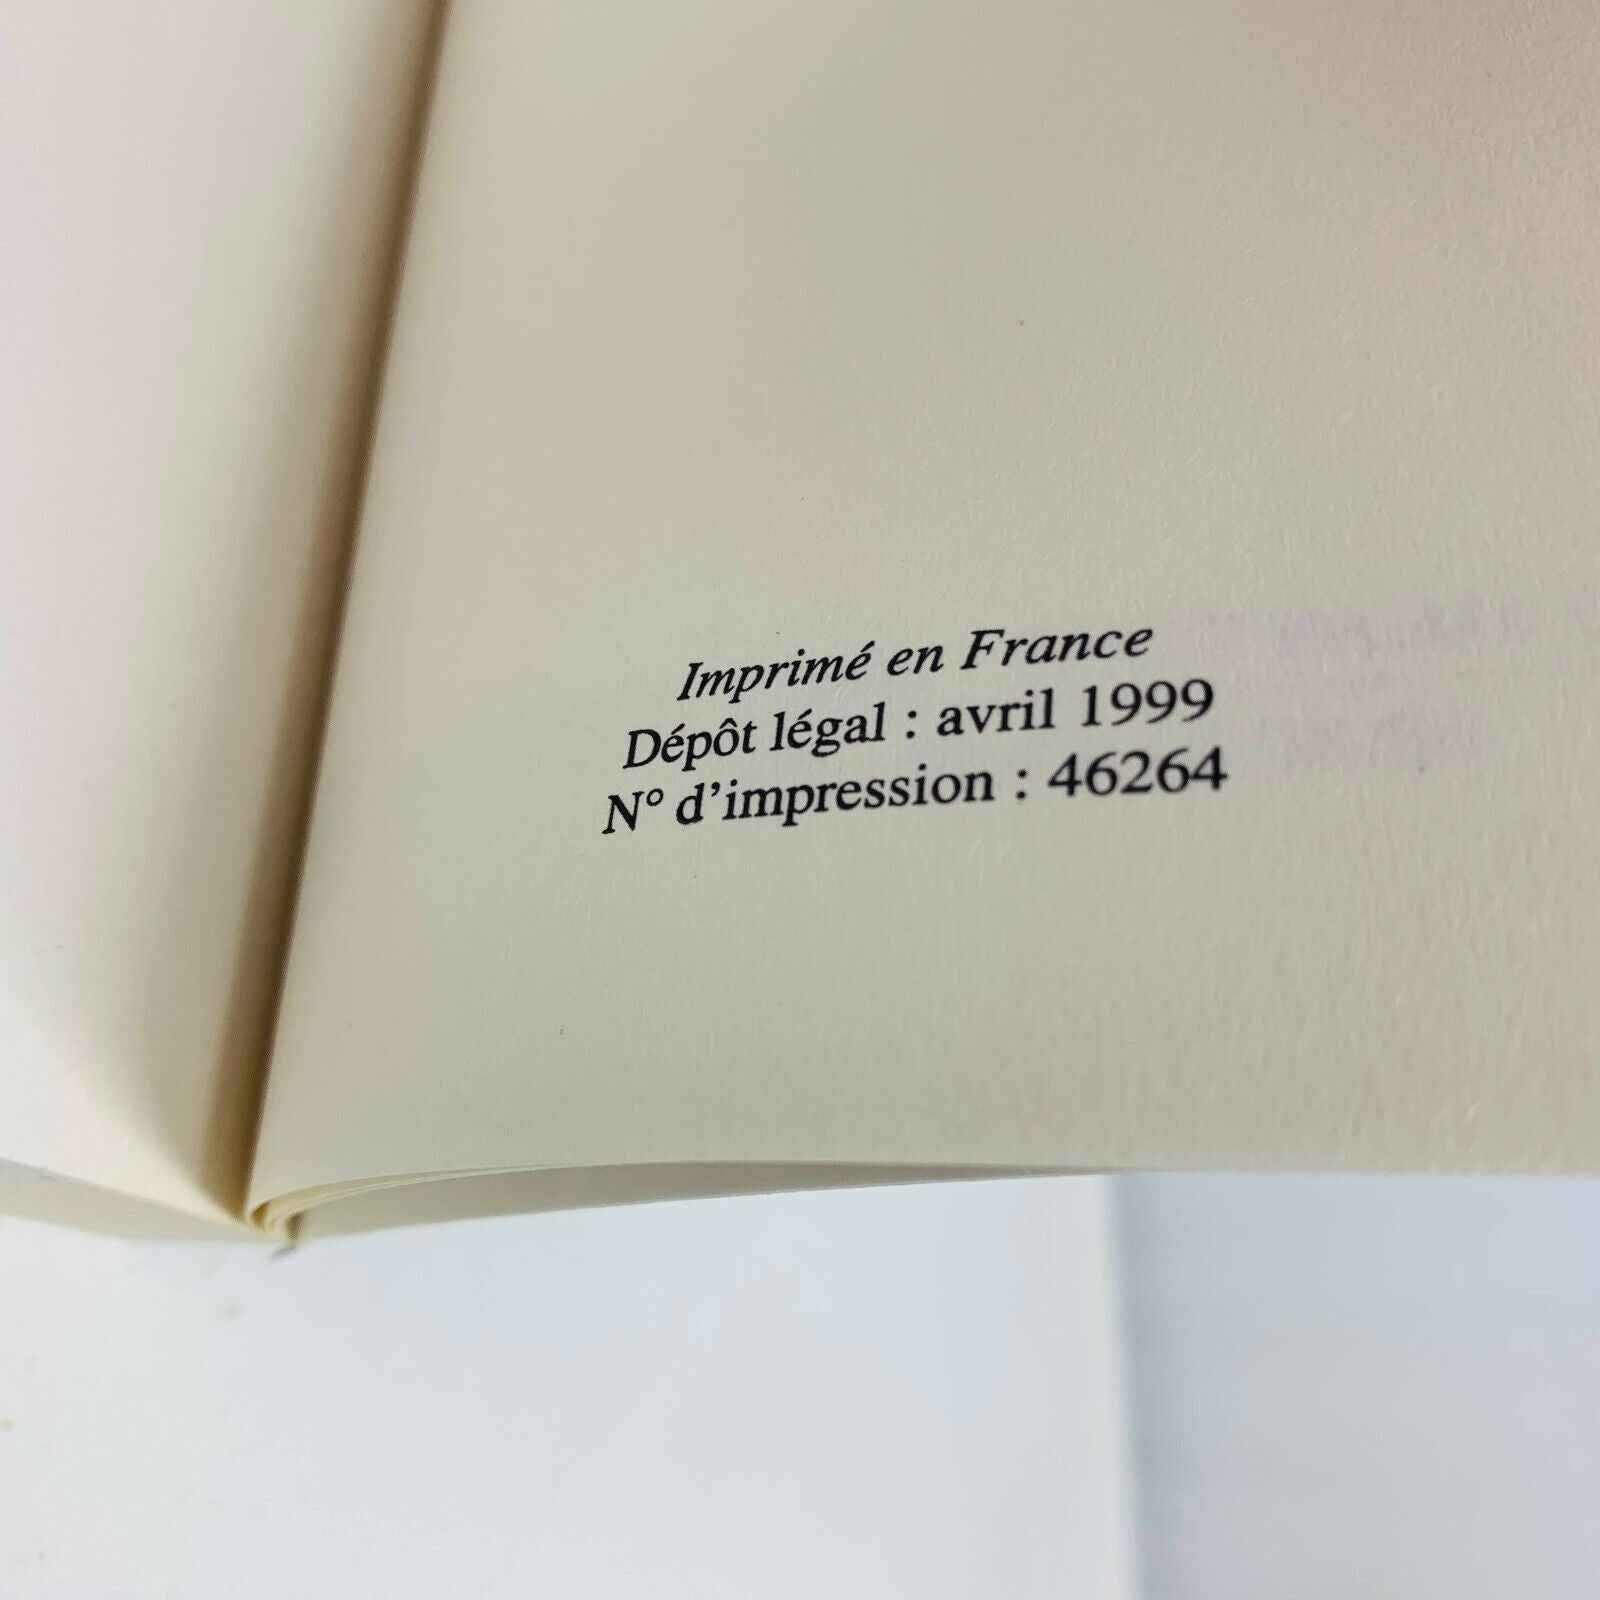 Imprimé en France
Dépôt légal : avril 1999
N° d'impression : 46264